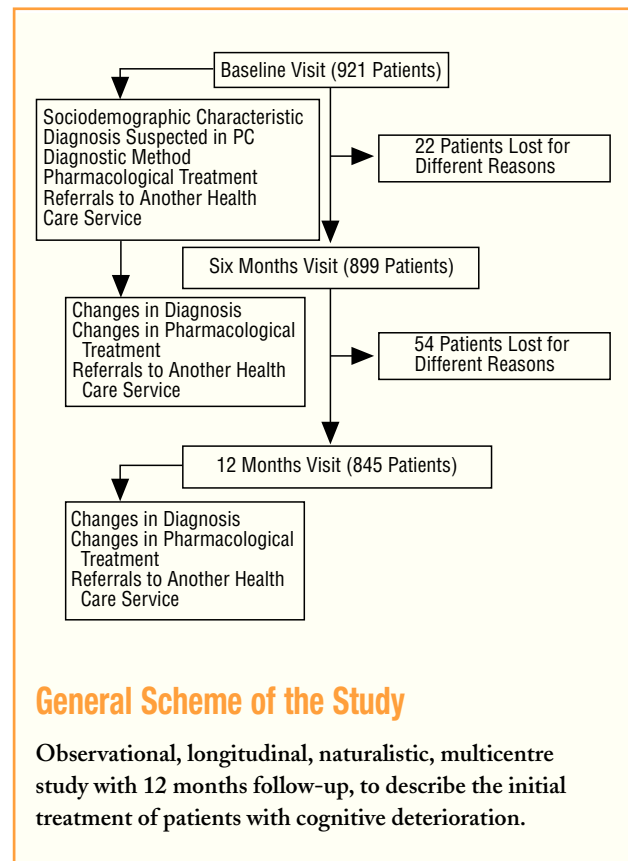 Baseline Visit (921 Patients)
Sociodemographic Characteristic
Diagnosis Suspected in PC
Diagnostic Method
Pharmacological Treatment
Referrals to Another Health
Care Service
22 Patients Lost for
Different Reasons
Six Months Visit (899 Patients)
Changes in Diagnosis
Changes in Pharmacological
Treatment
Referrals to Another Health
Care Service
54 Patients Lost for
Different Reasons
12 Months Visit (845 Patients)
Changes in Diagnosis
Changes in Pharmacological
Treatment
Referrals to Another Health
Care Service
General Scheme of the Study
Observational, longitudinal, naturalistic, multicentre
study with 12 months follow-up, to describe the initial
treatment of patients with cognitive deterioration.